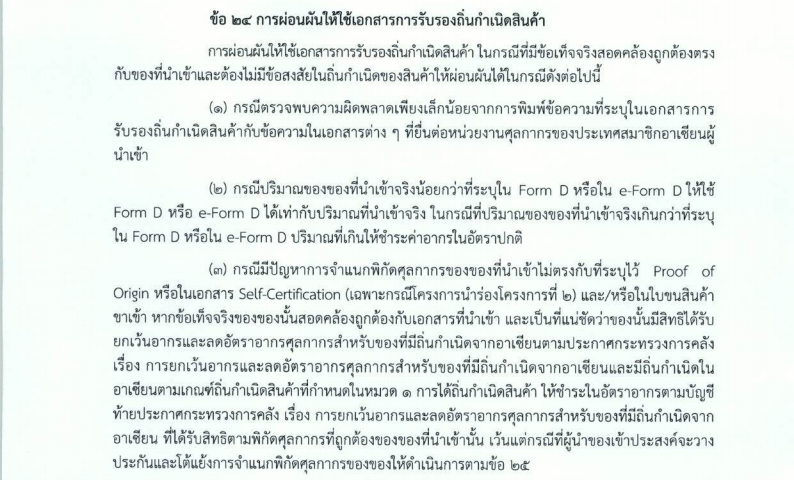 ข้อ ๒๔ การผ่อนผันให้ใช้เอกสารการรับรองถิ่นกำเนิดสินค้า
การผ่อนผันให้ใช้เอกสารการรับรองถิ่นกำเนิดสินค้า ในกรณีที่มีข้อเท็จจริงสอดคล้องถูกต้องตรง
กับของที่นำเข้าและต้องไม่มีข้อสงสัยในถิ่นกำเนิดของสินค้าให้ผ่อนผันได้ในกรณีดังต่อไปนี้
(๑) กรณีตรวจพบความผิดพลาดเพียงเล็กน้อยจากการพิมพ์ข้อความที่ระบุในเอกสารการ
รับรองถิ่นกำเนิดสินค้ากับข้อความในเอกสารต่าง ๆ ที่ยื่นต่อหน่วยงานศุลกากรของประเทศสมาชิกอาเซียนผู้
นำเข้า
(๒) กรณีปริมาณของของที่นำเข้าจริงน้อยกว่าที่ระบุใน Form D หรือใน e-Form D ให้ใช้
Form D หรือ e-Form D ได้เท่ากับปริมาณที่นำเข้าจริง ในกรณีที่ปริมาณของของที่นำเข้าจริงเกินกว่าที่ระบุ
ใน Form D หรือใน e-Form D ปริมาณที่เกินให้ชำระค่าอากรในอัตราปกติ
(๓) กรณีมีปัญหาการจำแนกพิกัดศุลกากรของของที่นำเข้าไม่ตรงกับที่ระบุไว้ Proof of
Origin หรือในเอกสาร Self-Certification (เฉพาะกรณีโครงการนำร่องโครงการที่ ๒) และ/หรือในใบขนสินค้า
ขาเข้า หากข้อเท็จจริงของของนั้นสอดคล้องถูกต้องกับเอกสารที่นำเข้า และเป็นที่แน่ชัดว่าของนั้นมีสิทธิได้รับ
ยกเว้นอากรและลดอัตราอากรศุลกากรสำหรับของที่มีถิ่นกำเนิดจากอาเซียนตามประกาศกระทรวงการคลัง
เรื่อง การยกเว้นอากรและลดอัตราอากรศุลกากรสำหรับของที่มีถิ่นกำเนิดจากอาเซียนและมีถิ่นกำเนิดใน
อาเซียนตามเกณฑ์ถิ่นกำเนิดสินค้าที่กำหนดในหมวด ๑ การได้ถิ่นกำเนิดสินค้า ให้ชำระในอัตราอากรตามบัญชี
ท้ายประกาศกระทรวงการคลัง เรื่อง การยกเว้นอากรและลดอัตราอากรศุลกากรสำหรับของที่มีถิ่นกำเนิดจาก
อาเซียน ที่ได้รับสิทธิตามพิกัดศุลกากรที่ถูกต้องของของที่นำเข้านั้น เว้นแต่กรณีที่ผู้นำของเข้าประสงค์จะวาง
ประกันและโต้แย้งการจำแนกพิกัดศุลกากรของของให้ดำเนินการตามข้อ ๒๕